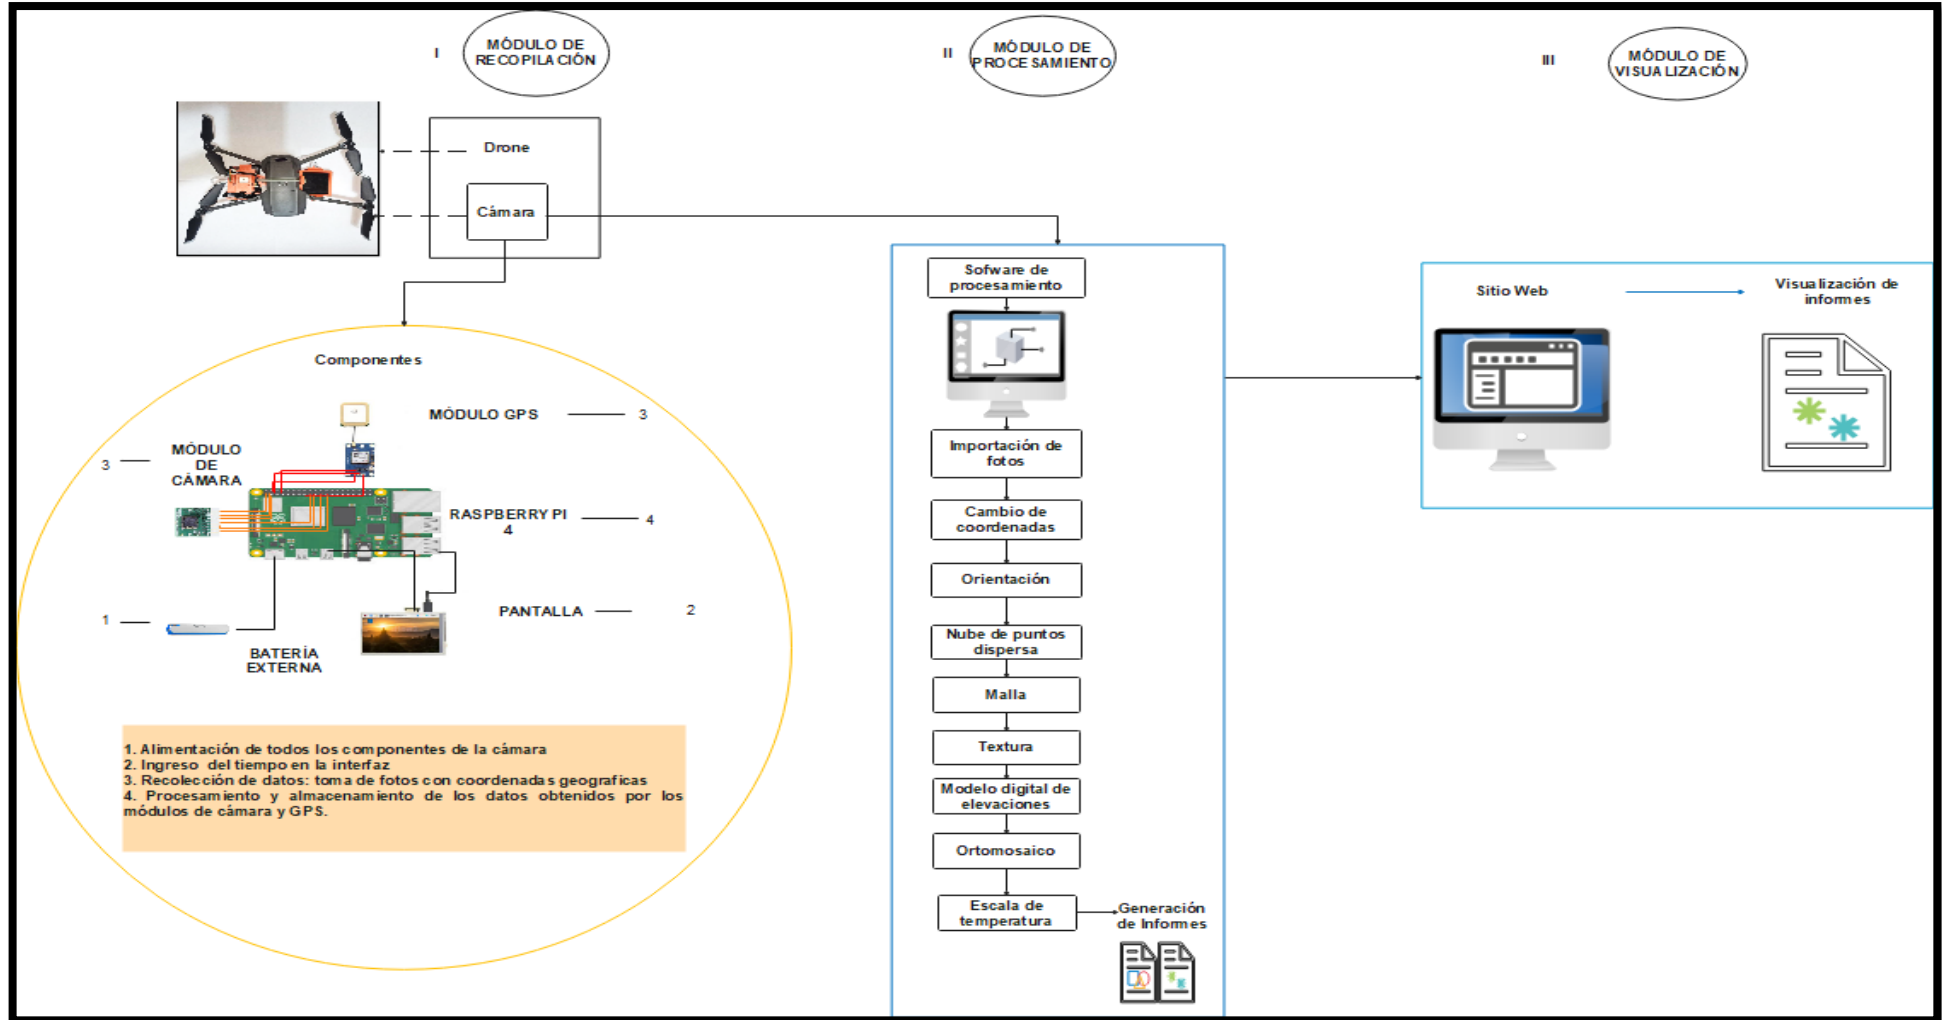 I
MÓDULO DE
RECOPILACIÓN
II
MÓDULO DE
PROCESAMIENTO
III
MÓDULO DE
VISUALIZACIÓN
Drone
Cámara
Componentes
MÓDULO GPS
3
3
MÓDULO
DE
CÁMARA
RASPBERRY PI
4
4
1
PANTALLA
2
BATERÍA
EXTERNA
1. Alimentación de todos los componentes de la cámara
2. Ingreso del tiempo en la interfaz
3. Recolección de datos: toma de fotos con coordenadas geograficas
4. Procesamiento y almacenamiento de los datos obtenidos por los
módulos de cámara y GPS.
Sofware de
procesamiento
Importación de
fotos
Cambio de
coordenadas
Orientación
Nube de puntos
dispersa
Malla
Textura
Modelo digital de
elevaciones
Ortomosaico
Escala de
temperatura
Generación
de Informes
Sitio Web
Visualización de
informes